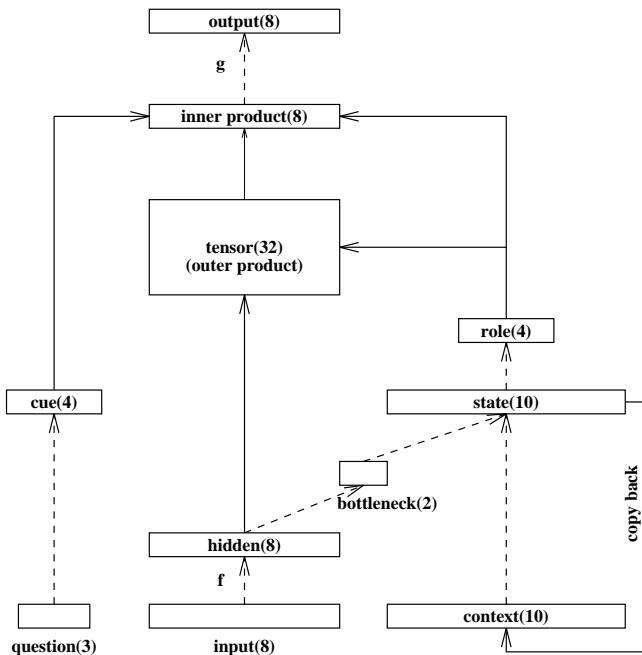 output(8)
g
inner product(8)
tensor(32)
(outer product)
role(4)
cue(4)
state(10)
bottleneck(2)
copy back
hidden(8)
f
context(10)
question(3)
input(8)